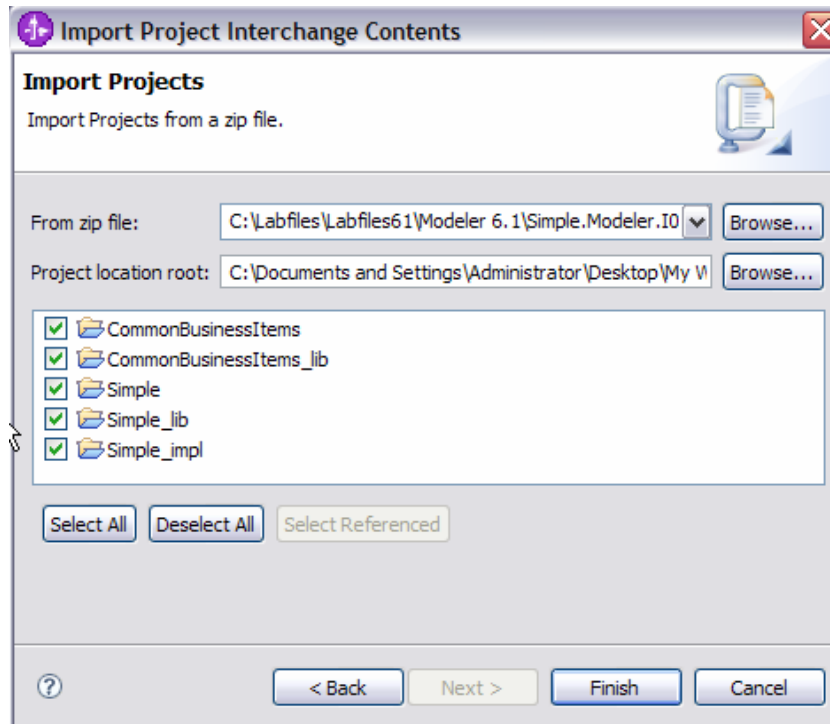 Import Project Interchange Contents
Import Projects
Import Projects from a zip file.
From zip file: C:\Labfiles\Labfiles61\Modeler 6.1\Simple.Modeler.I0 Browse...
Project location root: C:\Documents and Settings\Administrator\Desktop\My W Browse...
CommonBusinessItems
CommonBusinessItems_lib
Simple
Simple_lib
Simple_impl
Select All Deselect All Select Referenced
? < Back Next > Finish Cancel